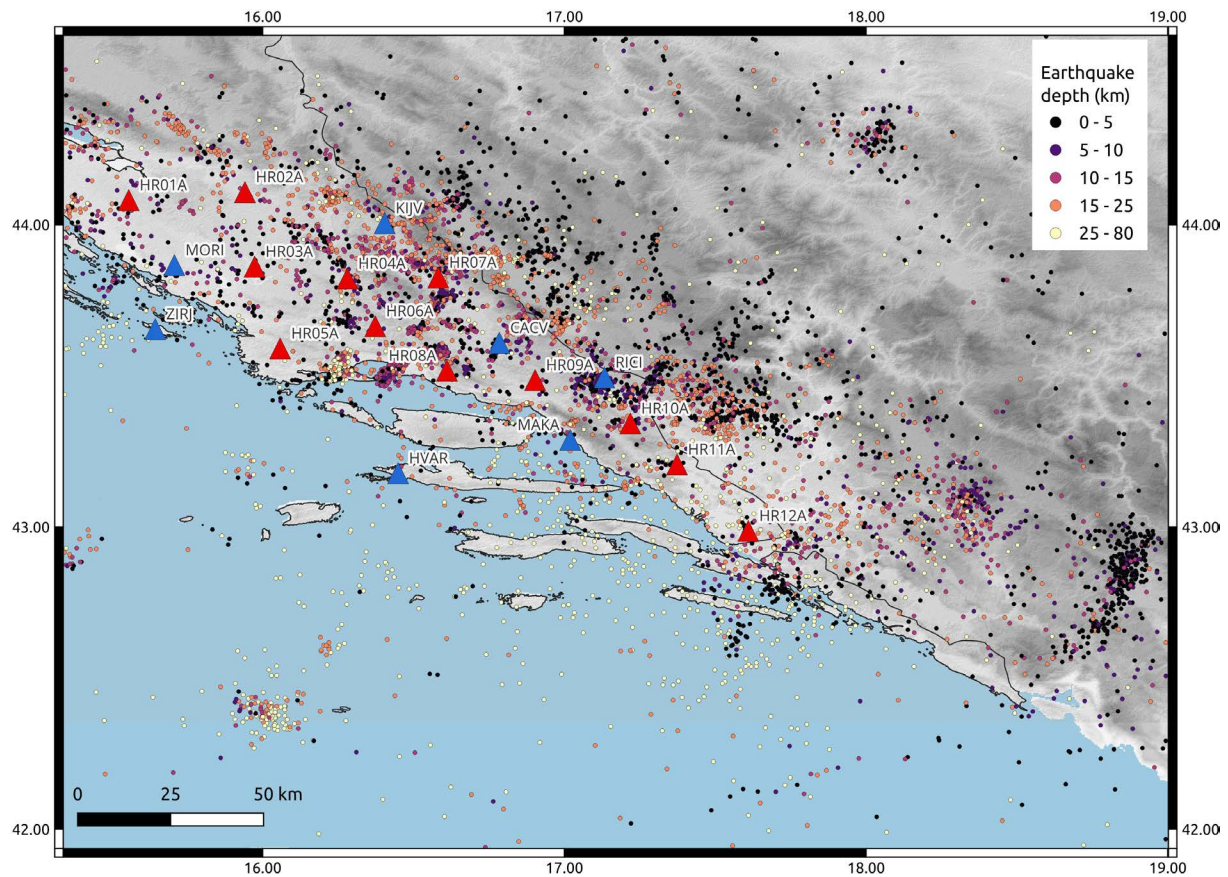 16.00 17.00 18.00 19.00
Earthquake
depth (km)
0 - 5
5 - 10
10 - 15
15 - 25
25 - 80
HR01A
HR02A
44.00
KIJV
44.00
MORI
HR03A
HR04A
HR07A
ZIRJ
HR06A
HR05A
CACV
HR08A
HR09A
RICI
HR10A
MAKA
HR11A
HVAR
43.00
HR12A
43.00
0 25 50 km
42.00
42.00
16.00 17.00 18.00 19.00